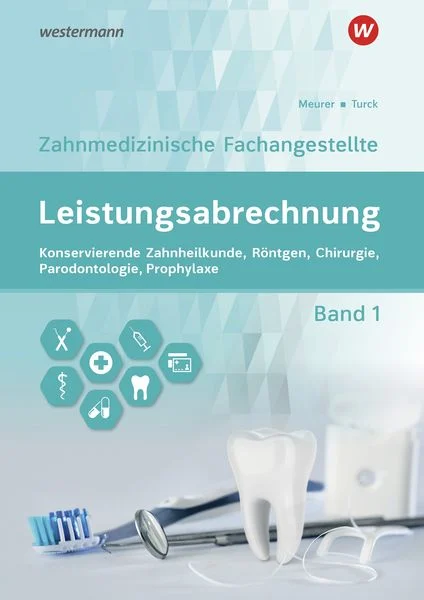 westermann
W
Meurer ▪ Turck
Zahnmedizinische Fachangestellte
Leistungsabrechnung
Konservierende Zahnheilkunde, Röntgen, Chirurgie,
Parodontologie, Prophylaxe
Band 1